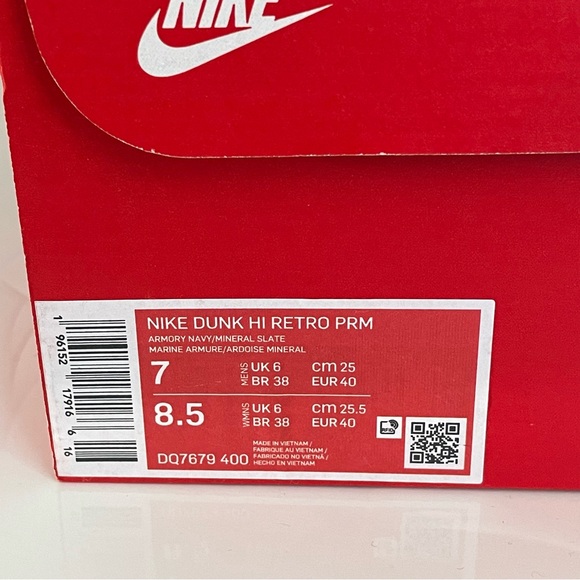 NIKE
NIKE DUNK HI RETRO PRM
ARMORY NAVY/MINERAL SLATE
MARINE ARMURE/ARDOISE MINERAL
7 MENS UK 6 CM 25
BR 38 EUR 40
8.5 WMNS UK 6 CM 25.5
BR 38 EUR 40
DQ7679 400
MADE IN VIETNAM /
FABRIQUE AU VIETNAM /
FABRICADO NO VIETNÃ /
HECHO EN VIETNAM
RFID
1 96152 17916 6 16